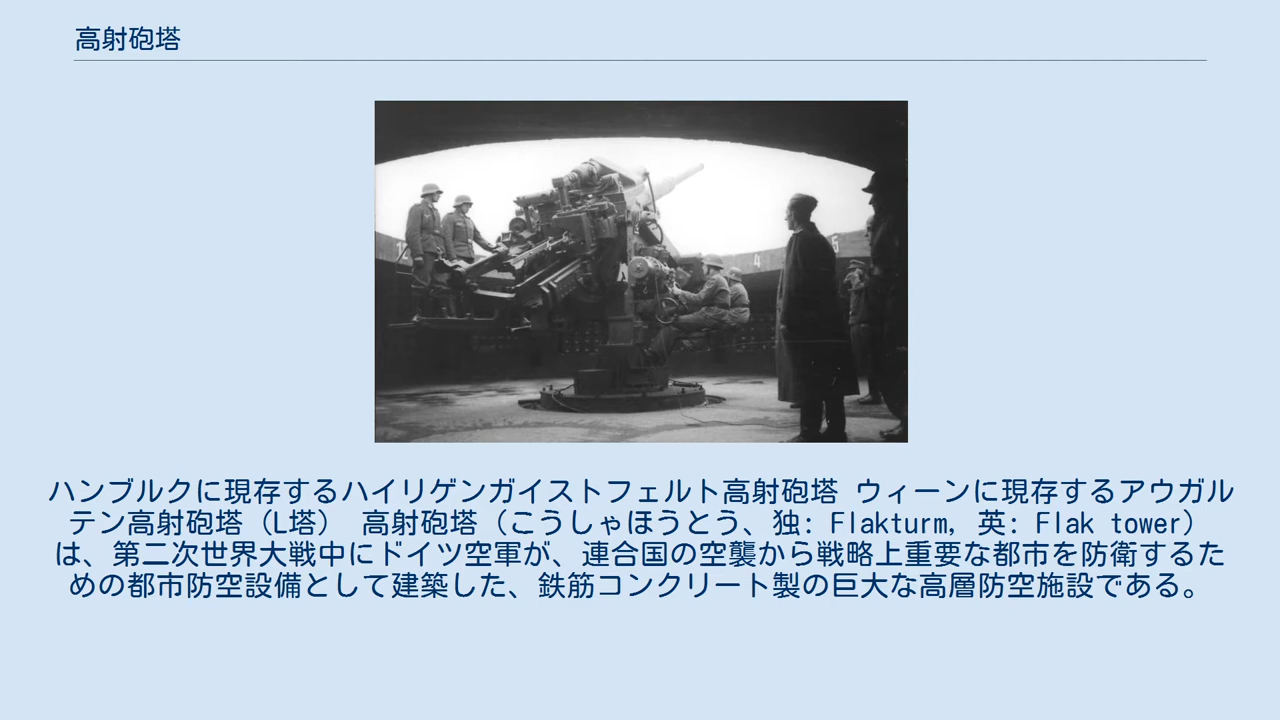 高射砲塔
4
ハンブルクに現存するハイリゲンガイストフェルト高射砲塔 ウィーンに現存するアウガル
テン高射砲塔（L塔） 高射砲塔（こうしゃほうとう、独: Flakturm, 英: Flak tower）
は、第二次世界大戦中にドイツ空軍が、連合国の空襲から戦略上重要な都市を防衛するた
めの都市防空設備として建築した、鉄筋コンクリート製の巨大な高層防空施設である。